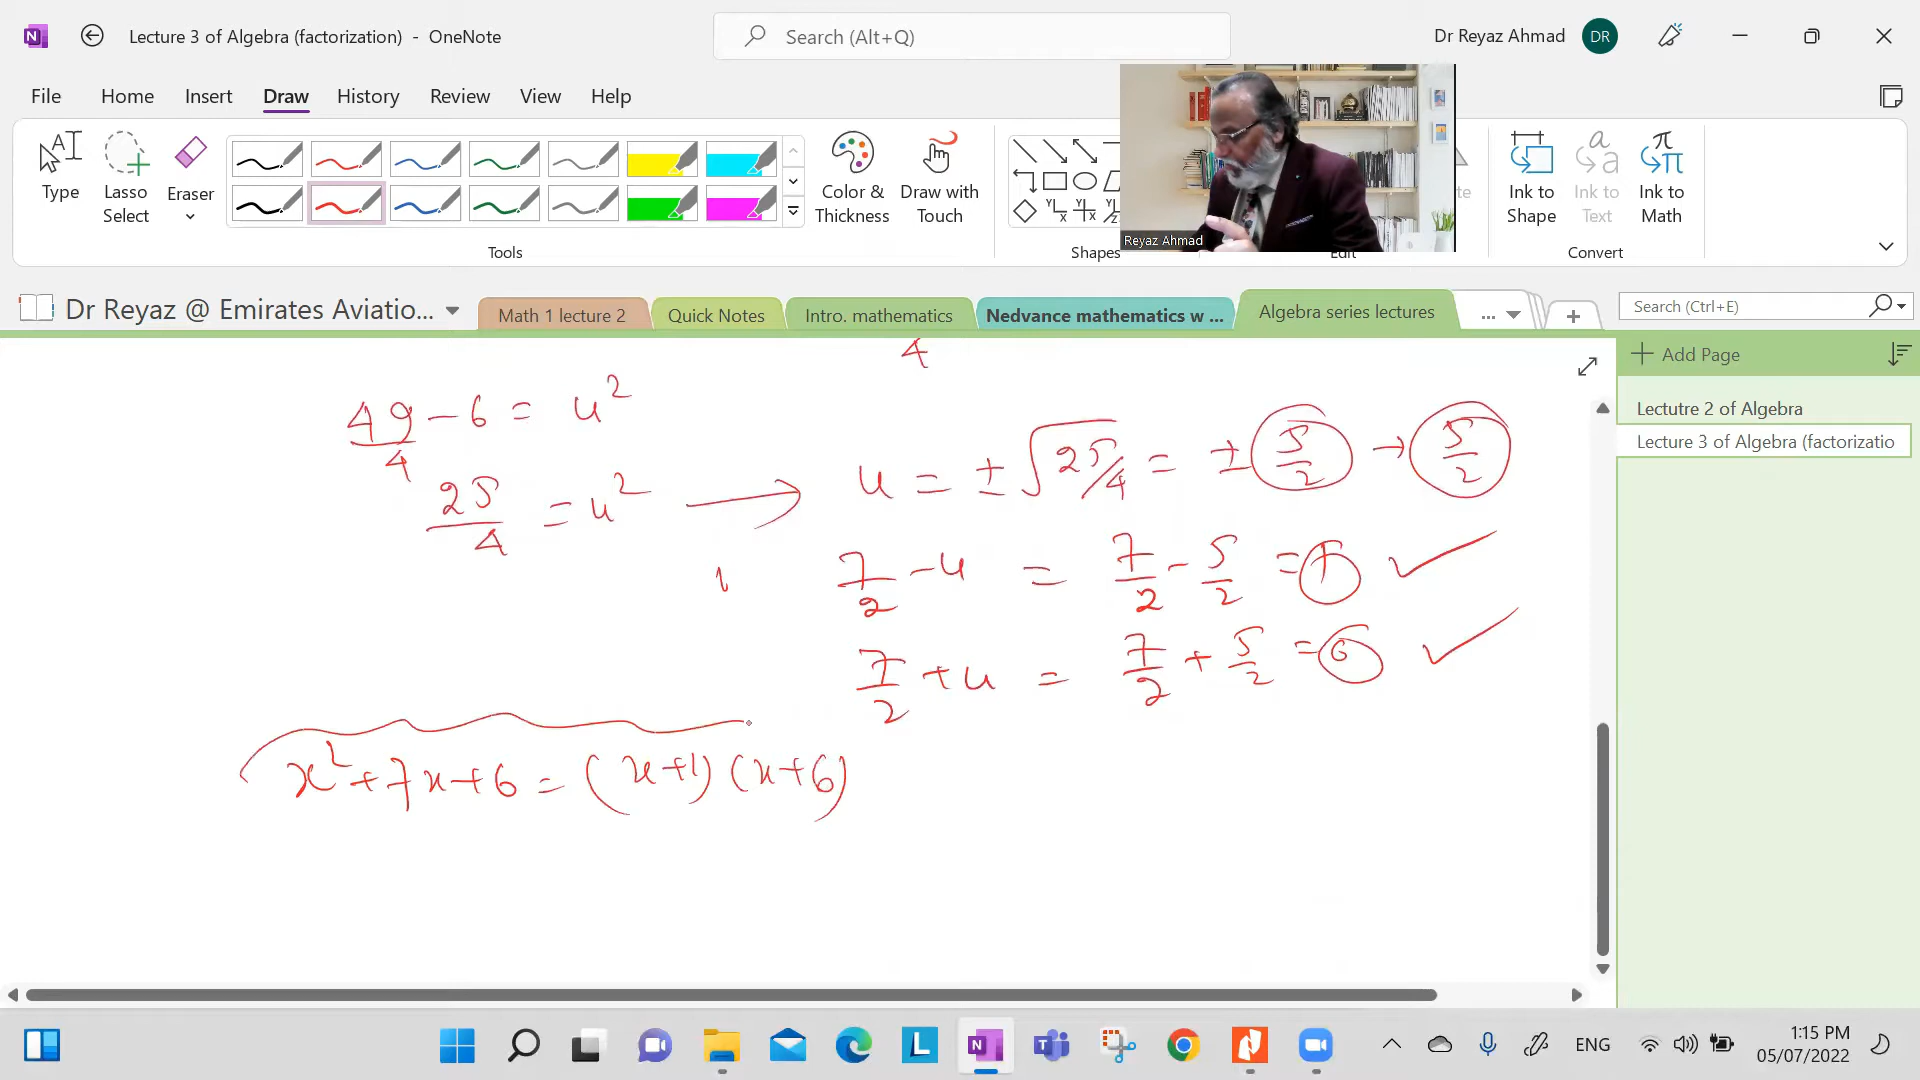 Lecture 3 of Algebra (factorization) - OneNote
Search (Alt+Q)
Dr Reyaz Ahmad
DR
File Home Insert Draw History Review View Help
Type
Lasso Select
Eraser
Color & Thickness
Draw with Touch
Ink to Shape
Ink to Text
Ink to Math
Tools
Shapes
Edit
Convert
Reyaz Ahmad
Dr Reyaz @ Emirates Aviatio...
Math 1 lecture 2
Quick Notes
Intro. mathematics
Nedvance mathematics w ...
Algebra series lectures
...
Search (Ctrl+E)
Add Page
Lectutre 2 of Algebra
Lecture 3 of Algebra (factorizatio
4
49/4 - 6 = u²
25/4 = u² → u = ± √25/4 = ± 5/2 → 5/2
7/2 - u = 7/2 - 5/2 = 1 ✓
7/2 + u = 7/2 + 5/2 = 6 ✓
x² + 7x + 6 = (x+1) (x+6)
ENG
1:15 PM
05/07/2022